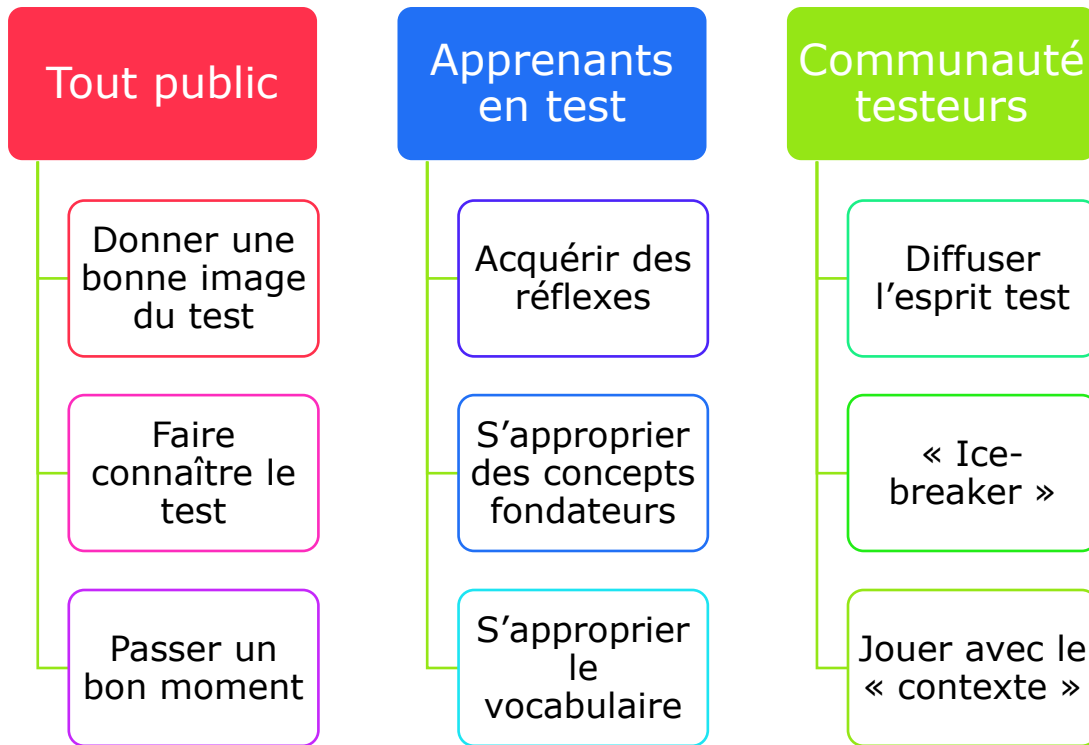 Tout public
Donner une
bonne image
du test
Faire
connaître le
test
Passer un
bon moment
Apprenants
en test
Acquérir des
réflexes
S’approprier
des concepts
fondateurs
S’approprier
le
vocabulaire
Communauté
testeurs
Diffuser
l’esprit test
« Ice-
breaker »
Jouer avec le
« contexte »